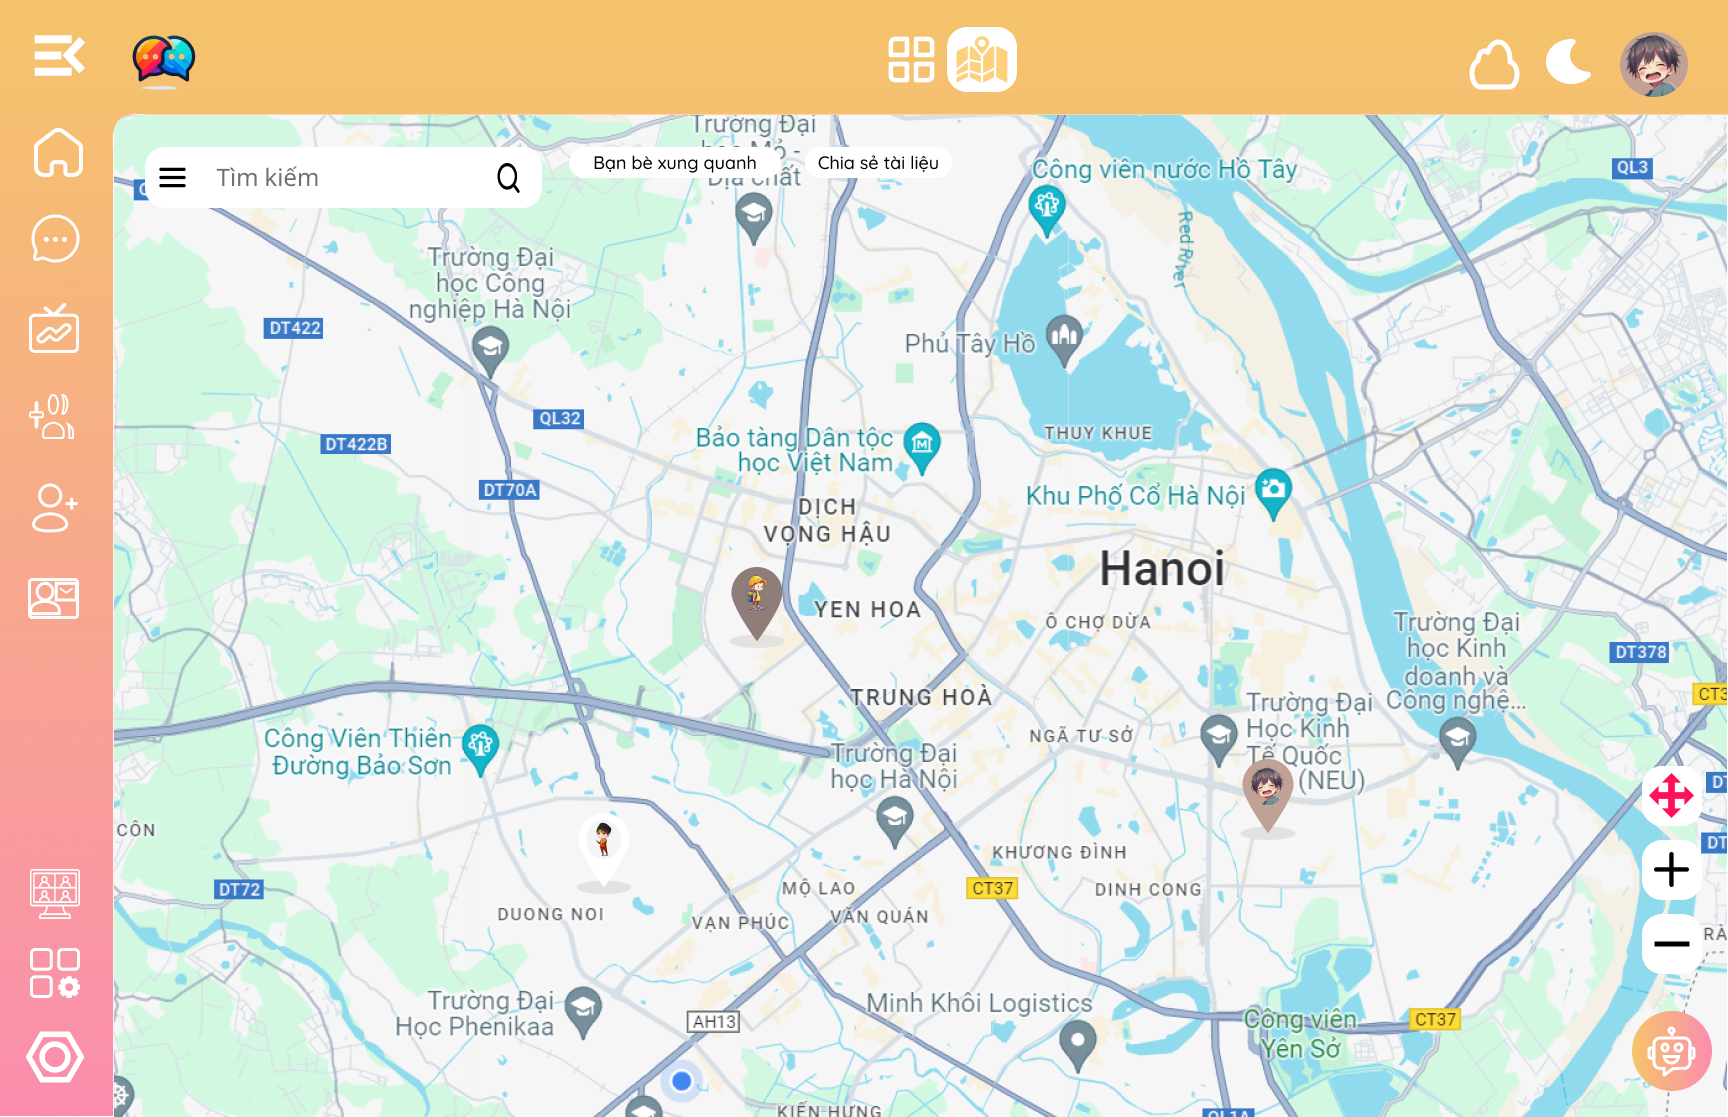 Tìm kiếm
Bạn bè xung quanh
Chia sẻ tài liệu
Trường Đại
học Mỏ -
Địa chất
Công viên nước Hồ Tây
QL3
Red River
Trường Đại
học Công
nghiệp Hà Nội
DT422
Phủ Tây Hồ
QL32
DT422B
Bảo tàng Dân tộc
học Việt Nam
THUY KHUE
DT70A
Khu Phố Cổ Hà Nội
DỊCH
VỌNG HẬU
Hanoi
YEN HOA
Ô CHỢ DỪA
Trường Đại
học Kinh
doanh và
Công nghệ...
DT378
CT3
TRUNG HOÀ
Trường Đại
Học Kinh
Tế Quốc
(NEU)
NGÃ TƯ SỞ
Công Viên Thiên
Đường Bảo Sơn
Trường Đại
học Hà Nội
CÔN
KHƯƠNG ĐÌNH
DT72
MỘ LAO
CT37
DINH CONG
DUONG NOI
VẠN PHÚC
VĂN QUÁN
Trường Đại
Học Phenikaa
AH13
Minh Khôi Logistics
Công viên
Yên Sở
CT37
KIẾN HƯNG
QL1A